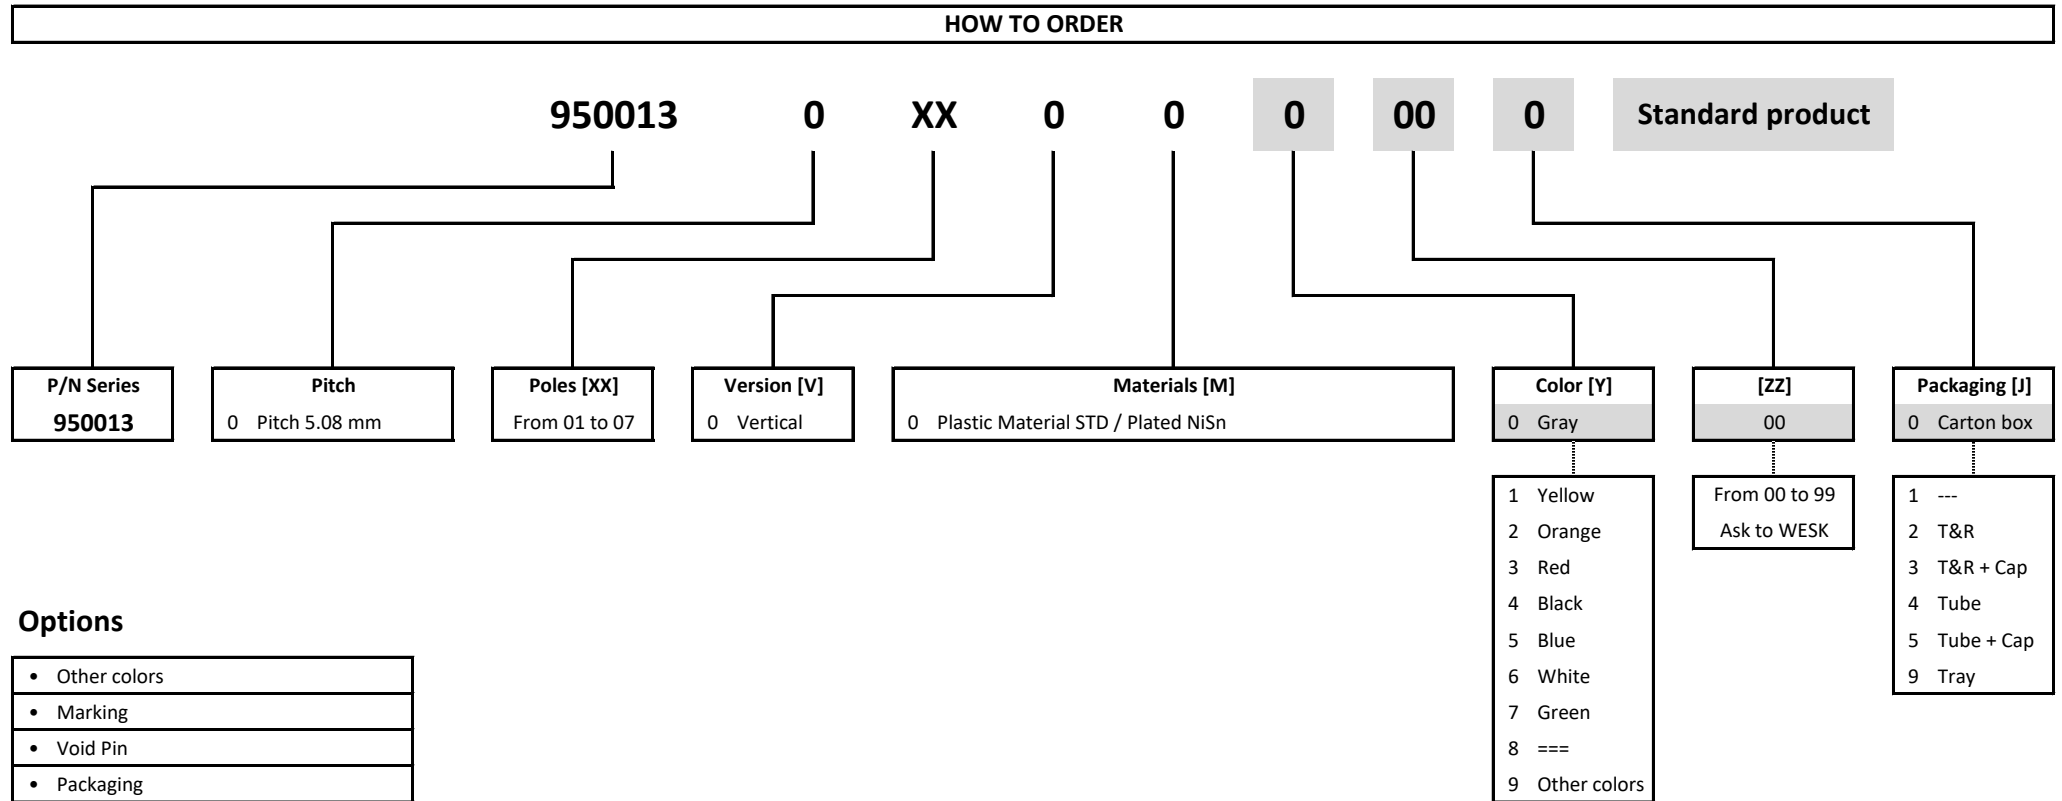 HOW TO ORDER
950013 0 XX 0 0 0 00 0 Standard product
P/N Series Pitch Poles [XX] Version [V] Materials [M] Color [Y] [ZZ] Packaging [J]
950013 0 Pitch 5.08 mm From 01 to 07 0 Vertical 0 Plastic Material STD / Plated NiSn 0 Gray 00 0 Carton box
1 Yellow From 00 to 99 1 ---
2 Orange Ask to WESK 2 T&R
3 Red 3 T&R + Cap
4 Black 4 Tube
Options
5 Blue 5 Tube + Cap
• Other colors 6 White 9 Tray
• Marking 7 Green
• Void Pin 8 ===
• Packaging 9 Other colors